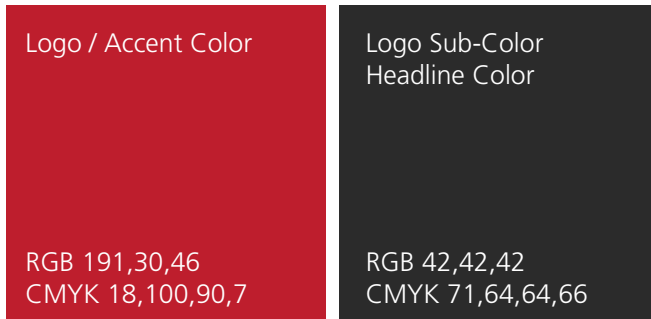 Logo / Accent Color
RGB 191,30,46
CMYK 18,100,90,7
Logo Sub-Color
Headline Color
RGB 42,42,42
CMYK 71,64,64,66